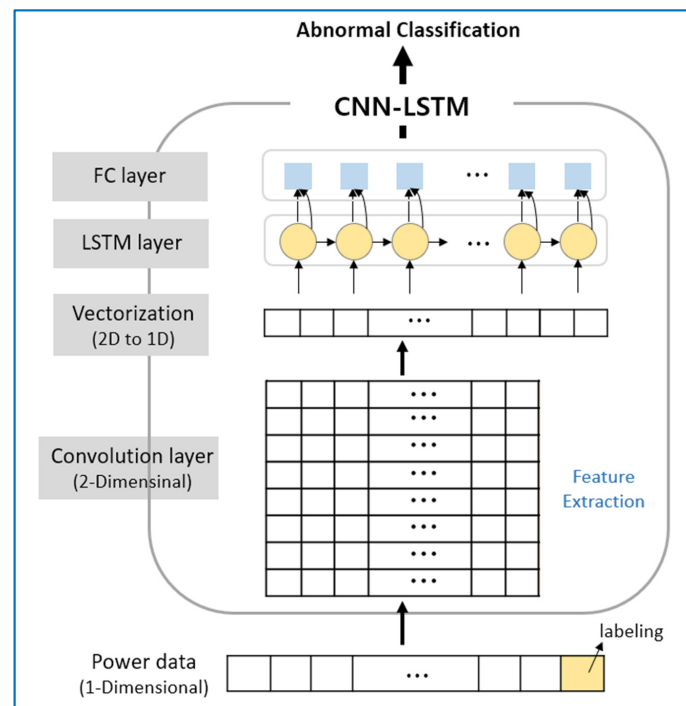 Abnormal Classification
CNN-LSTM
FC layer
...
LSTM layer
...
Vectorization
(2D to 1D)
...
...
...
...
...
Convolution layer
(2-Dimensinal)
...
...
...
...
Feature
Extraction
labeling
Power data
(1-Dimensional)
...